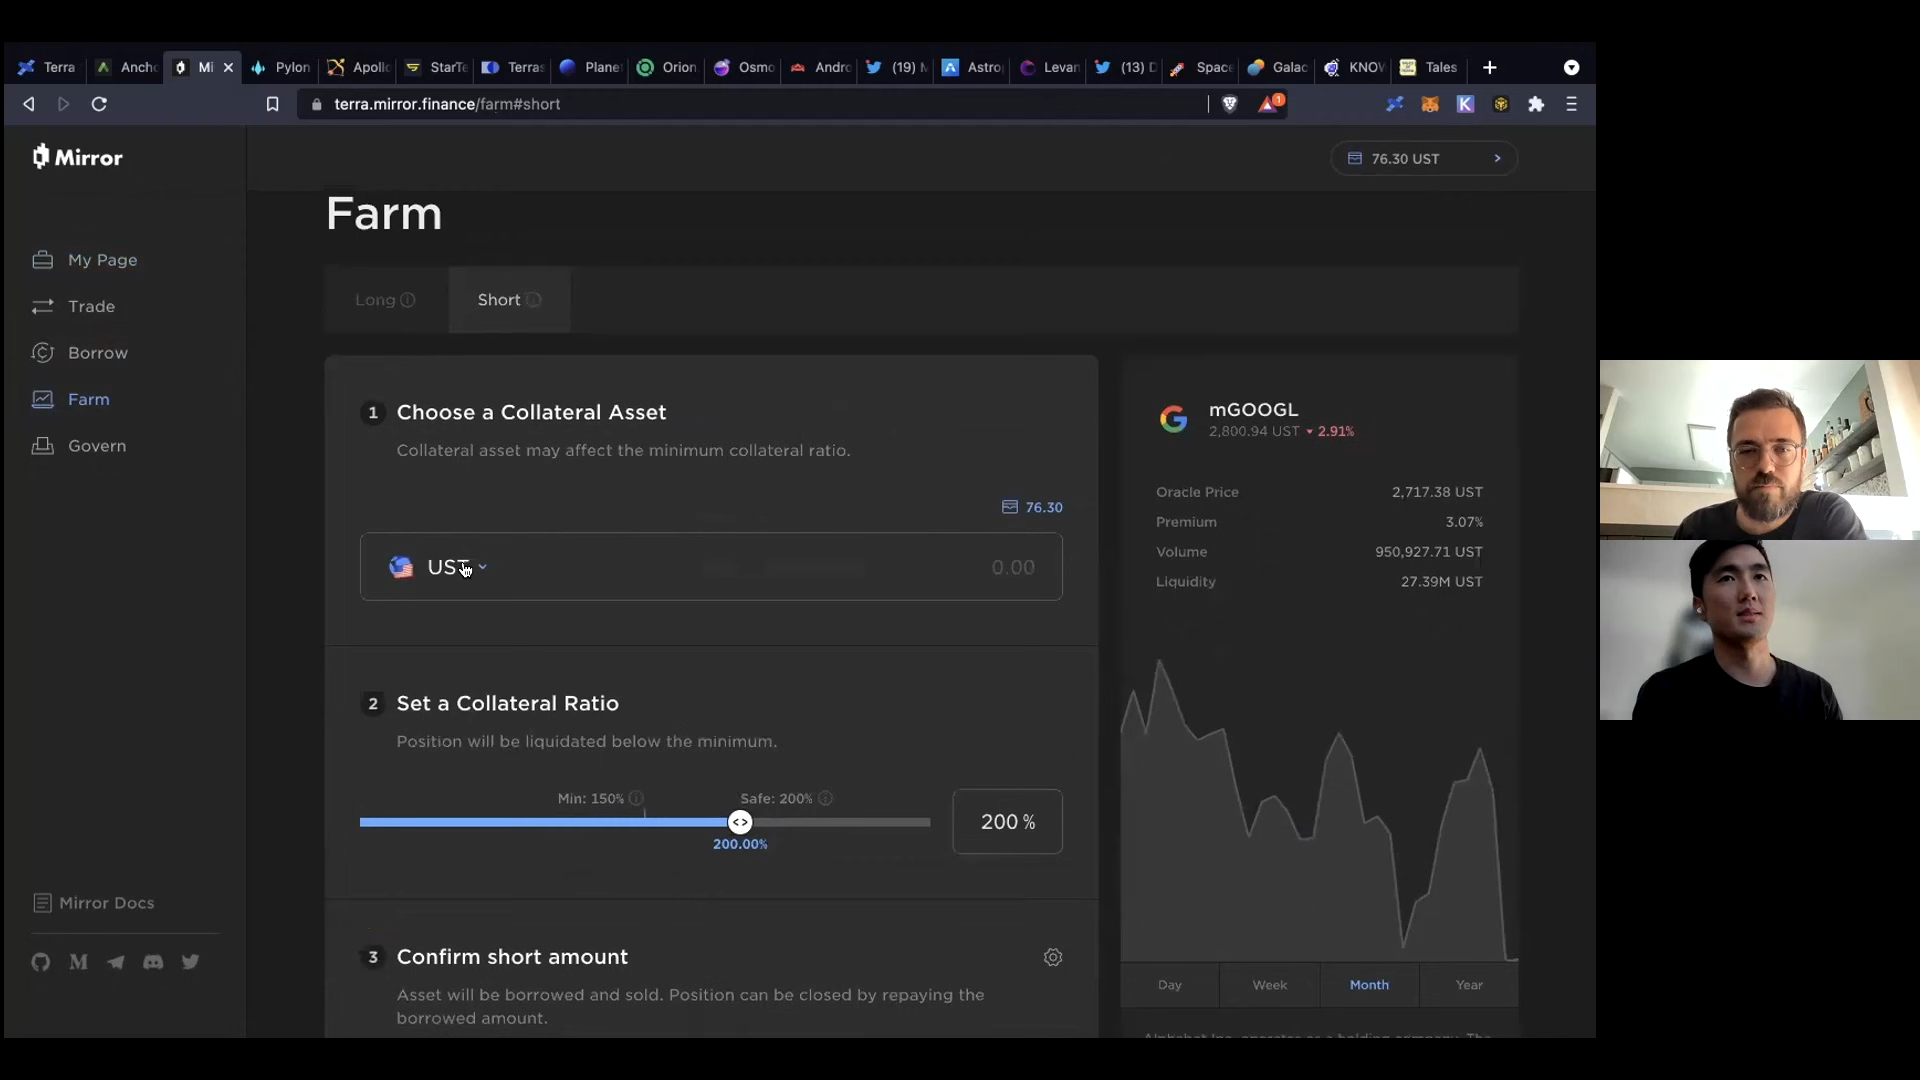 Terra
Ancho
Mi
Pylon
Apollo
StarTe
Terras
Plane
Orion
Osmo
Andro
(19) M
Astro
Levan
(13) D
Space
Galac
KNOW
Tales
terra.mirror.finance/farm#short
1
Mirror
76.30 UST
Farm
My Page
Trade
Borrow
Farm
Govern
Long
Short
1 Choose a Collateral Asset
Collateral asset may affect the minimum collateral ratio.
76.30
UST
0.00
2 Set a Collateral Ratio
Position will be liquidated below the minimum.
Min: 150%
Safe: 200%
200 %
200.00%
3 Confirm short amount
Asset will be borrowed and sold. Position can be closed by repaying the
borrowed amount.
mGOOGL
2,800.94 UST 2.91%
Oracle Price 2,717.38 UST
Premium 3.07%
Volume 950,927.71 UST
Liquidity 27.39M UST
Day Week Month Year
Mirror Docs